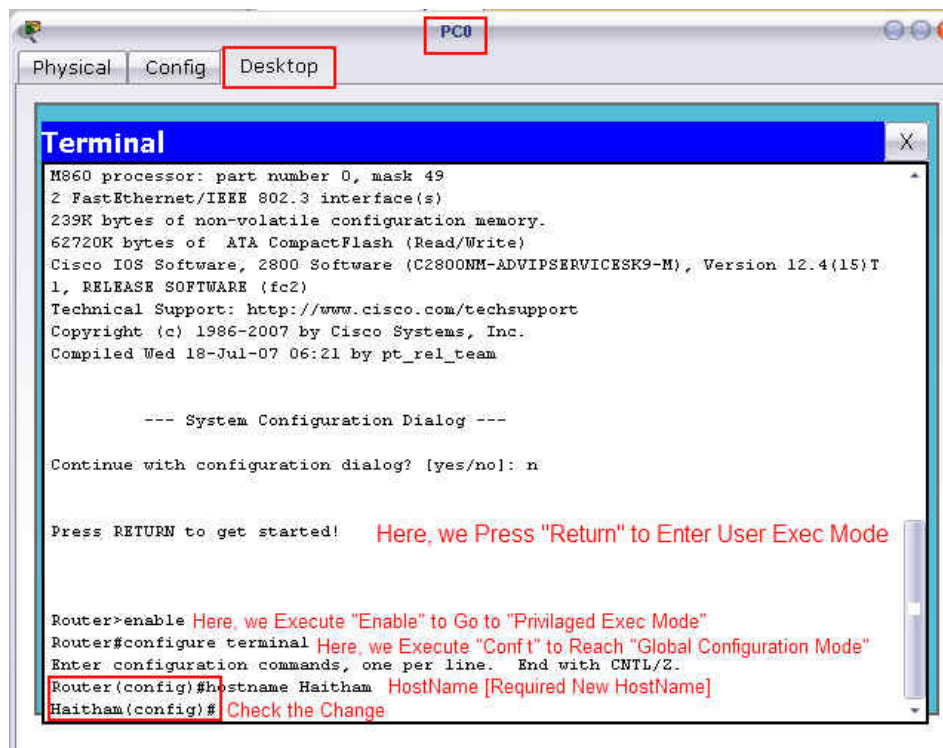 PC0
Physical Config Desktop
Terminal X
M860 processor: part number 0, mask 49
2 FastEthernet/IEEE 802.3 interface(s)
239K bytes of non-volatile configuration memory.
62720K bytes of ATA CompactFlash (Read/Write)
Cisco IOS Software, 2800 Software (C2800NM-ADVIPSERVICESK9-M), Version 12.4(15)T
1, RELEASE SOFTWARE (fc2)
Technical Support: http://www.cisco.com/techsupport
Copyright (c) 1986-2007 by Cisco Systems, Inc.
Compiled Wed 18-Jul-07 06:21 by pt_rel_team
--- System Configuration Dialog ---
Continue with configuration dialog? [yes/no]: n
Press RETURN to get started! Here, we Press "Return" to Enter User Exec Mode
Router>enable Here, we Execute "Enable" to Go to "Privilaged Exec Mode"
Router#configure terminal Here, we Execute "Conf t" to Reach "Global Configuration Mode"
Enter configuration commands, one per line. End with CNTL/Z.
Router(config)#hostname Haitham HostName [Required New HostName]
Haitham(config)# Check the Change